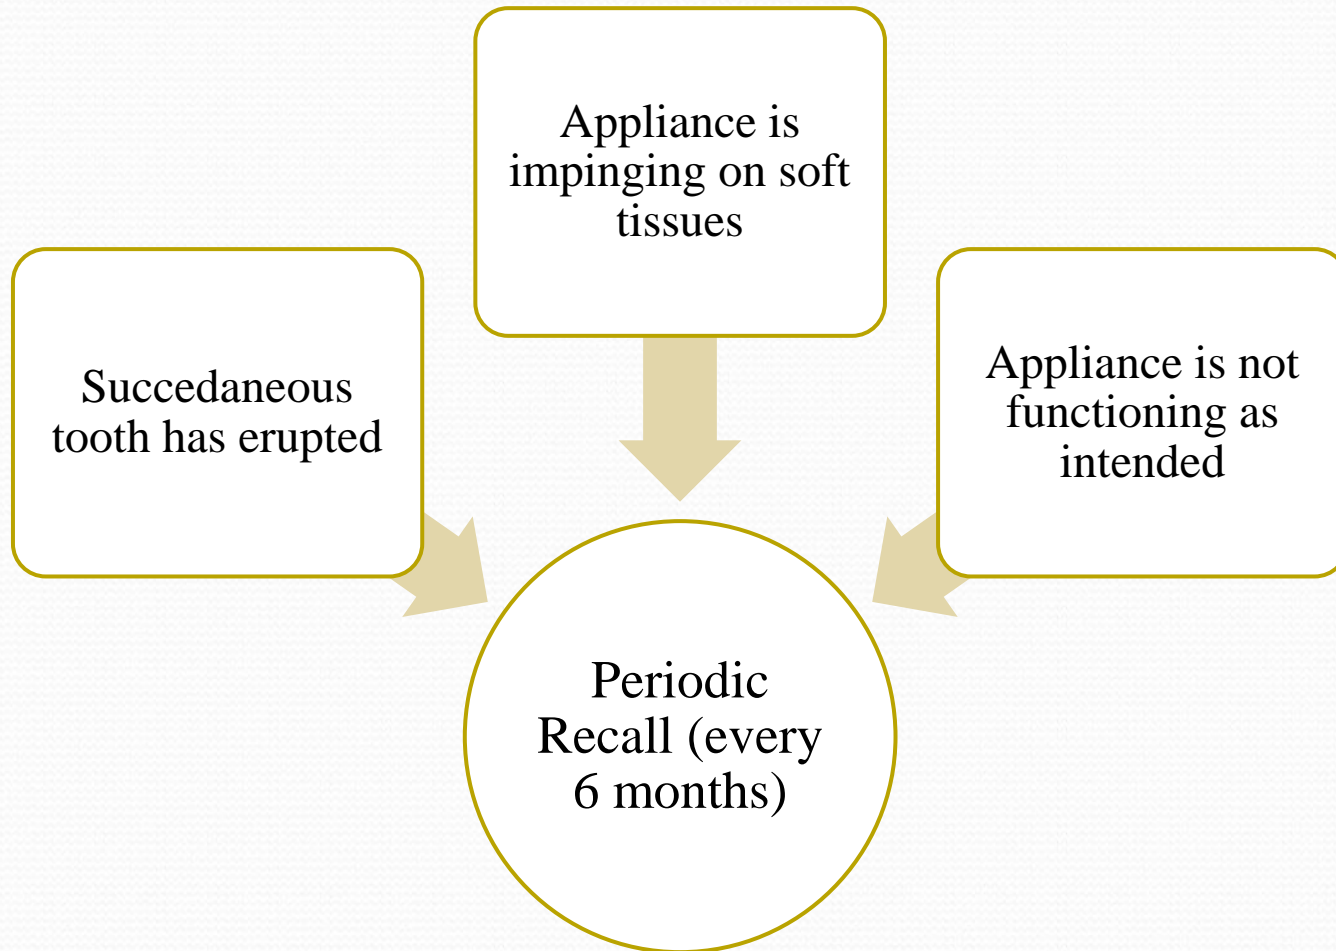 Appliance is
impinging on soft
tissues
Succedaneous
tooth has erupted
Appliance is not
functioning as
intended
Periodic
Recall (every
6 months)